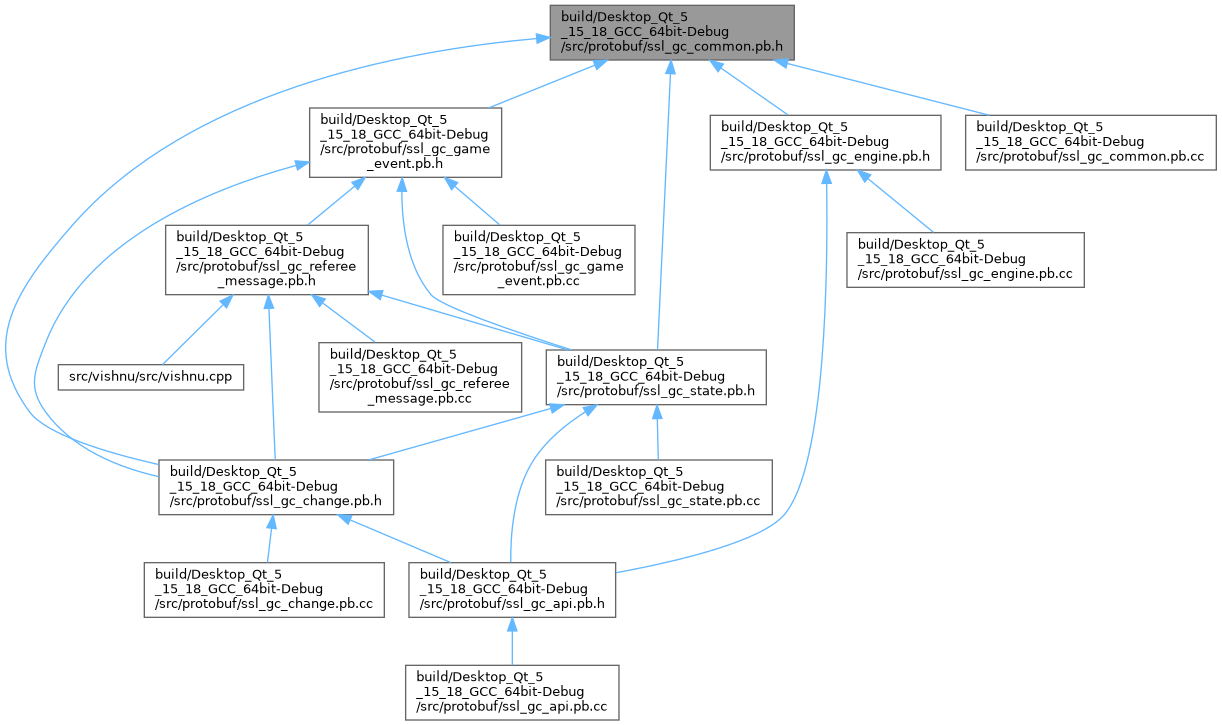 build/Desktop_Qt_5
_15_18_GCC_64bit-Debug
/src/protobuf/ssl_gc_common.pb.h
build/Desktop_Qt_5
_15_18_GCC_64bit-Debug
/src/protobuf/ssl_gc_game
_event.pb.h
build/Desktop_Qt_5
_15_18_GCC_64bit-Debug
/src/protobuf/ssl_gc_engine.pb.h
build/Desktop_Qt_5
_15_18_GCC_64bit-Debug
/src/protobuf/ssl_gc_common.pb.cc
build/Desktop_Qt_5
_15_18_GCC_64bit-Debug
/src/protobuf/ssl_gc_referee
_message.pb.h
build/Desktop_Qt_5
_15_18_GCC_64bit-Debug
/src/protobuf/ssl_gc_game
_event.pb.cc
build/Desktop_Qt_5
_15_18_GCC_64bit-Debug
/src/protobuf/ssl_gc_engine.pb.cc
src/vishnu/src/vishnu.cpp
build/Desktop_Qt_5
_15_18_GCC_64bit-Debug
/src/protobuf/ssl_gc_referee
_message.pb.cc
build/Desktop_Qt_5
_15_18_GCC_64bit-Debug
/src/protobuf/ssl_gc_state.pb.h
build/Desktop_Qt_5
_15_18_GCC_64bit-Debug
/src/protobuf/ssl_gc_change.pb.h
build/Desktop_Qt_5
_15_18_GCC_64bit-Debug
/src/protobuf/ssl_gc_state.pb.cc
build/Desktop_Qt_5
_15_18_GCC_64bit-Debug
/src/protobuf/ssl_gc_change.pb.cc
build/Desktop_Qt_5
_15_18_GCC_64bit-Debug
/src/protobuf/ssl_gc_api.pb.h
build/Desktop_Qt_5
_15_18_GCC_64bit-Debug
/src/protobuf/ssl_gc_api.pb.cc